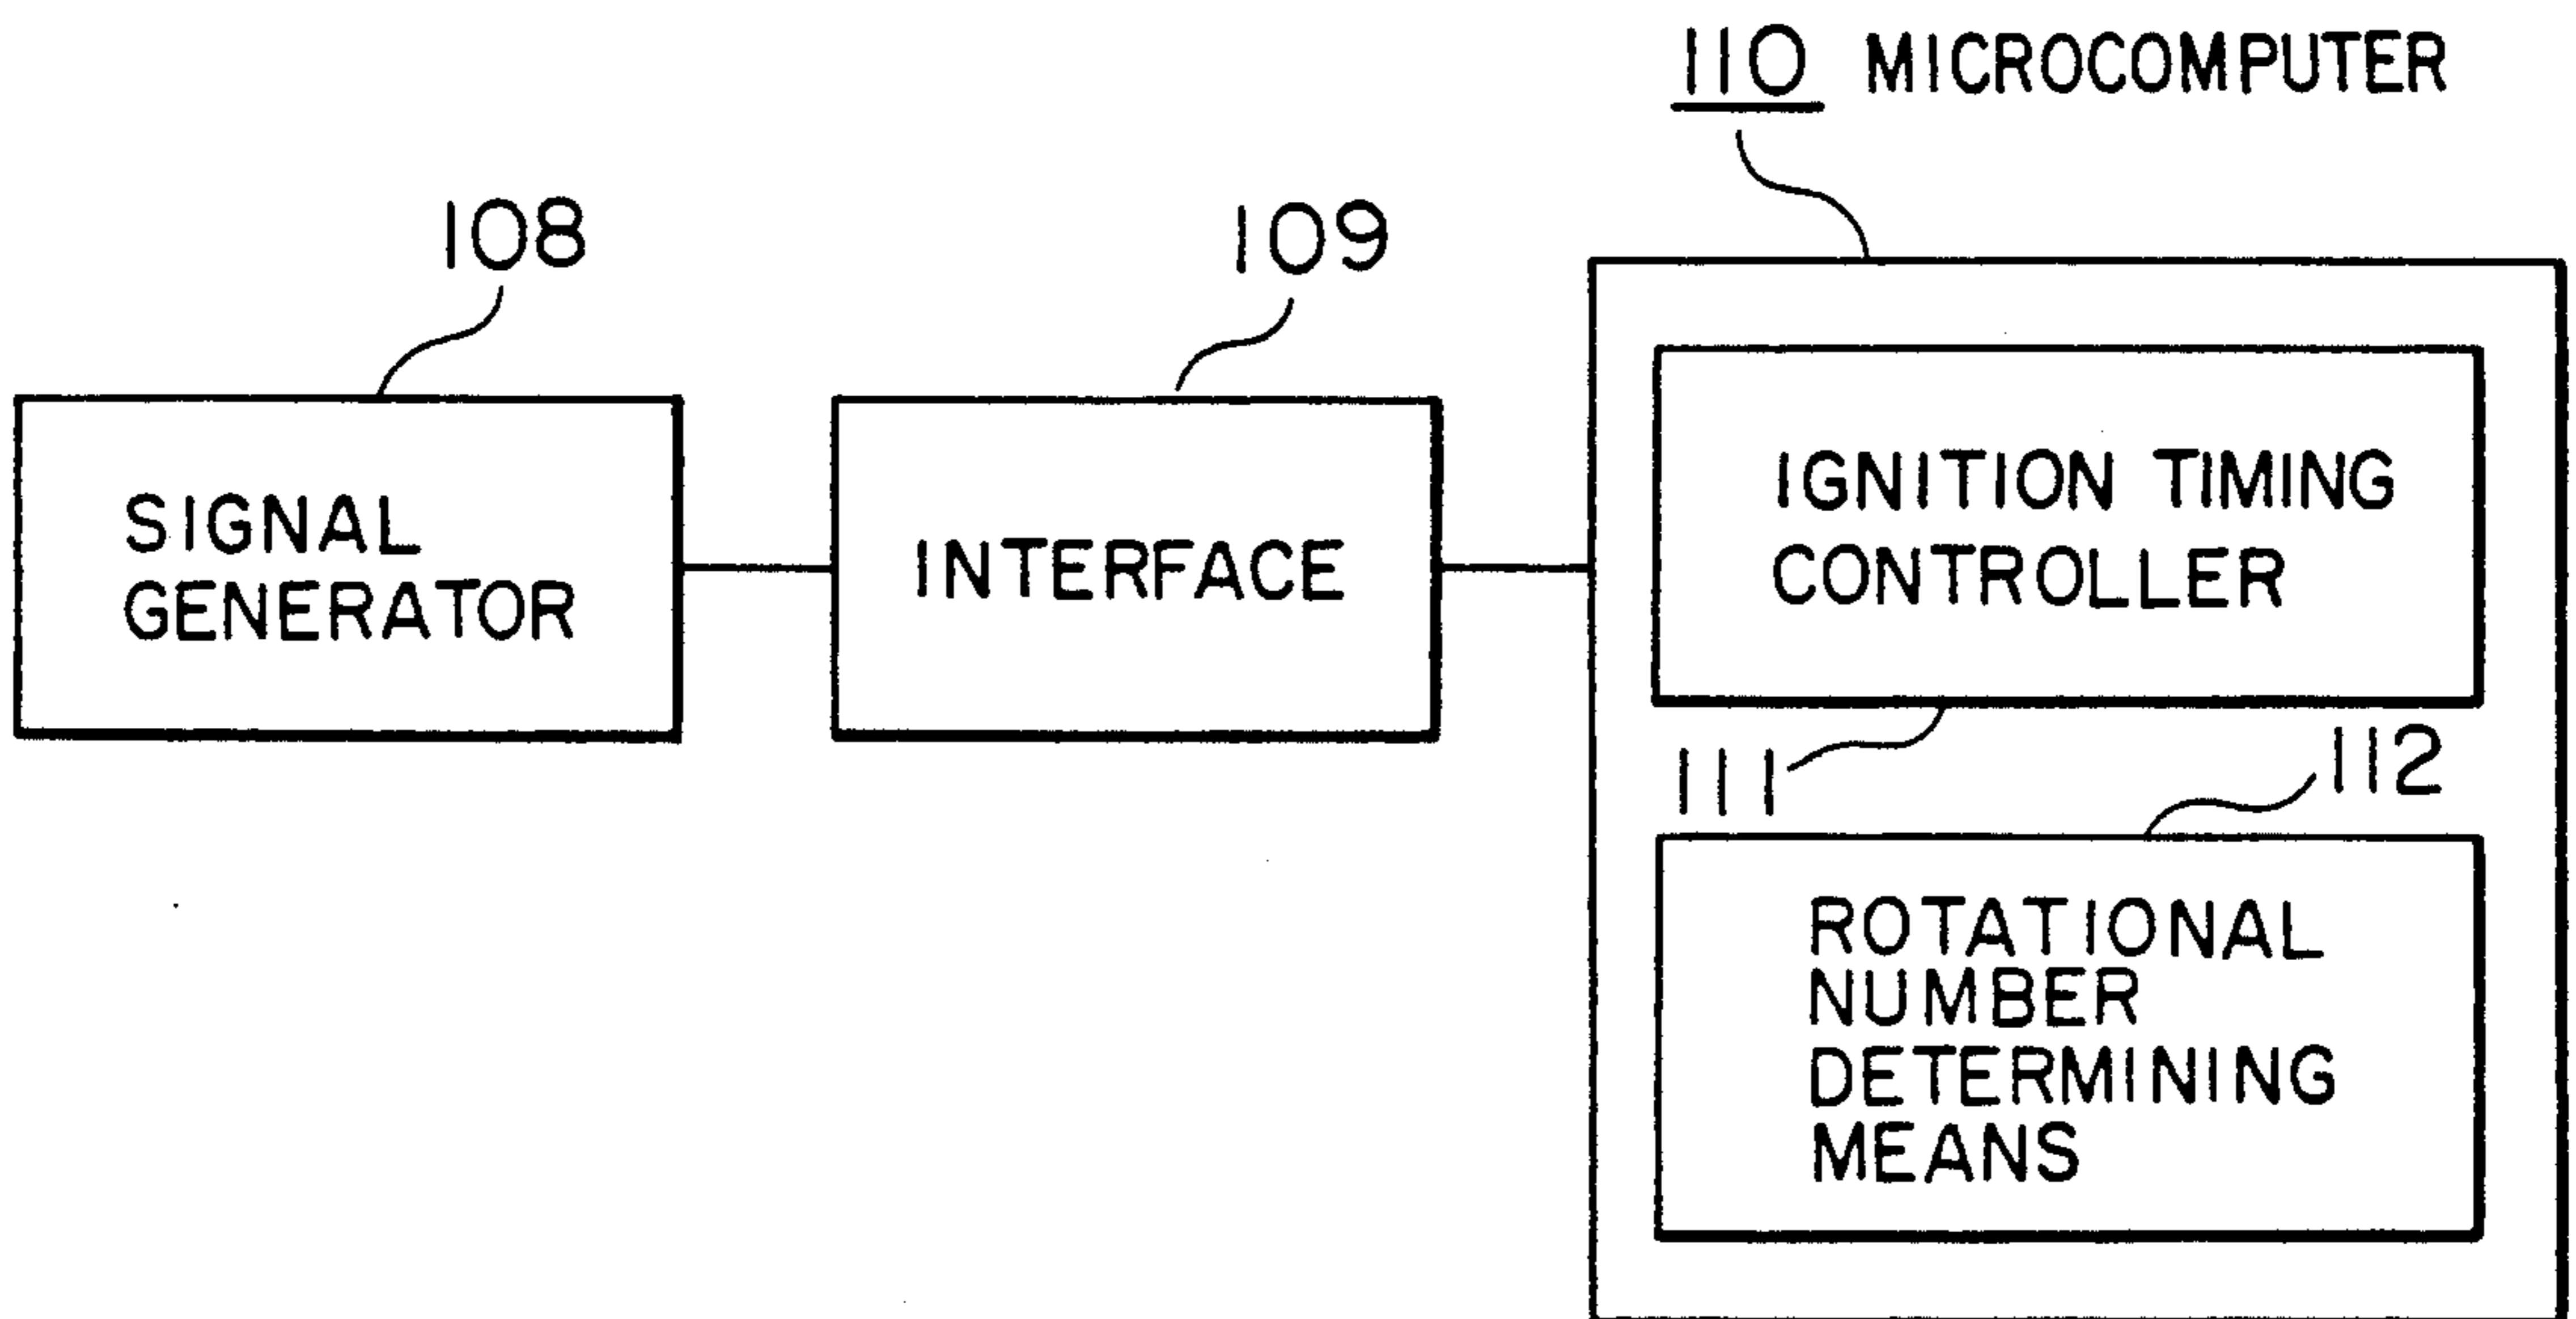 110 MICROCOMPUTER
108
109
SIGNAL
GENERATOR
INTERFACE
IGNITION TIMING
CONTROLLER
111
112
ROTATIONAL
NUMBER
DETERMINING
MEANS